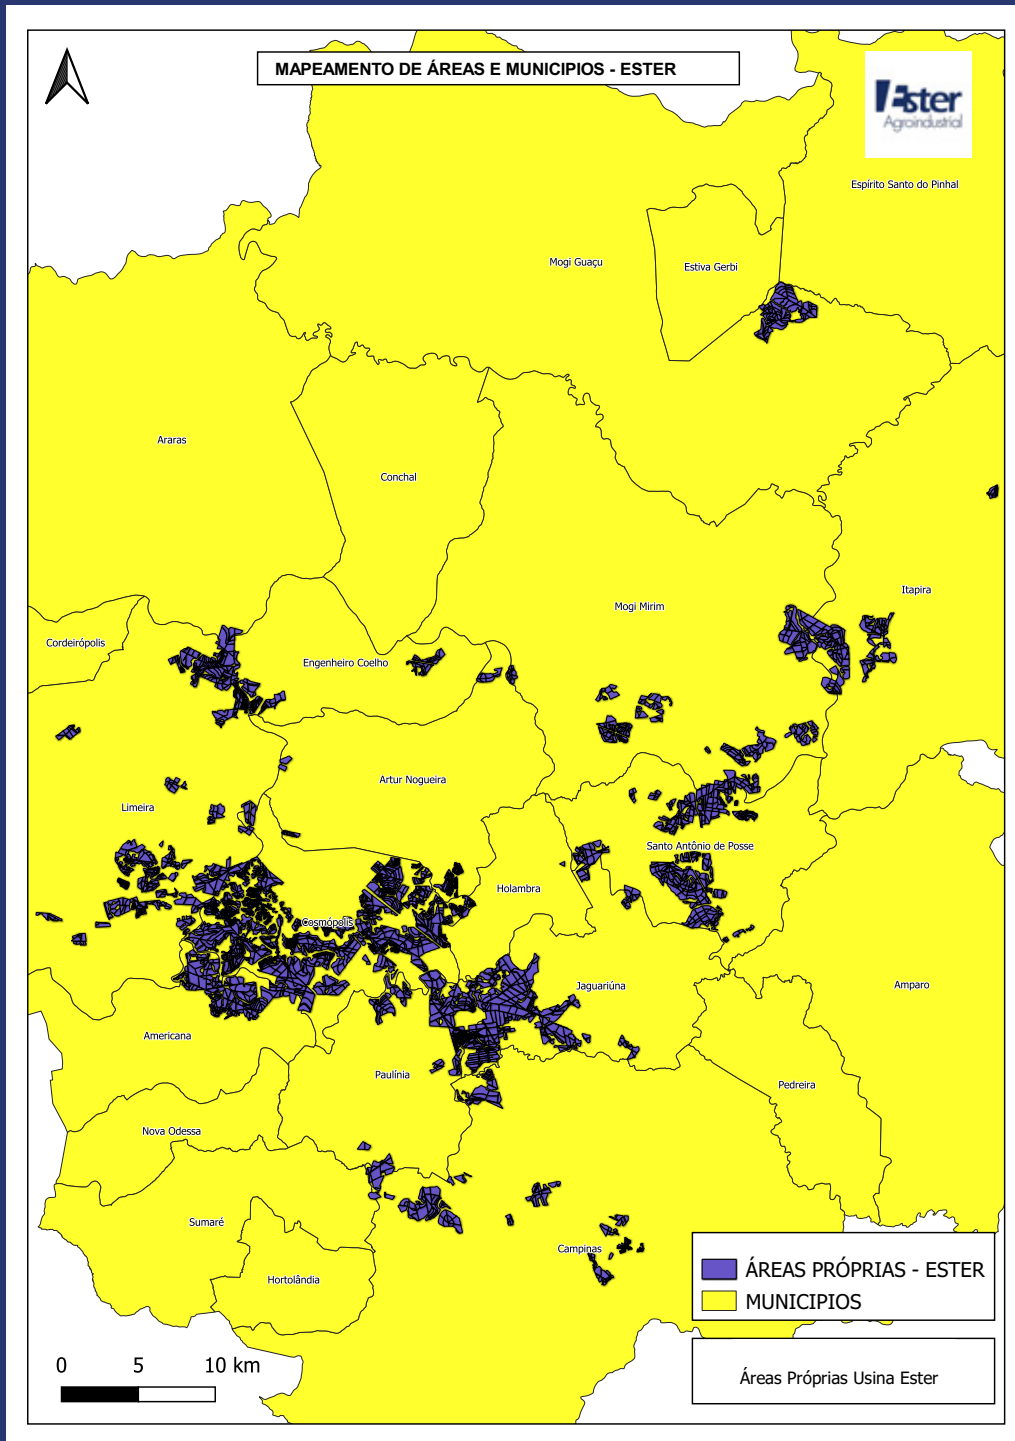 MAPEAMENTO DE ÁREAS E MUNICIPIOS - ESTER
Ester
Agroindustrial
Espírito Santo do Pinhal
Mogi Guaçu
Estiva Gerbi
Araras
Conchal
Itapira
Mogi Mirim
Cordeirópolis
Engenheiro Coelho
Artur Nogueira
Limeira
Santo Antônio de Posse
Holambra
Cosmópolis
Jaguariúna
Amparo
Americana
Paulínia
Pedreira
Nova Odessa
Sumaré
Campinas
Hortolândia
ÁREAS PRÓPRIAS - ESTER
MUNICIPIOS
0 5 10 km
Áreas Próprias Usina Ester